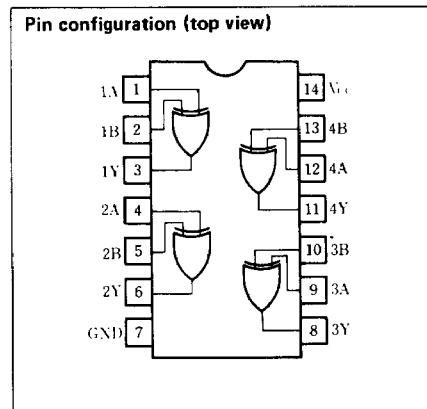 Pin configuration (top view)
1A 1
1B 2
1Y 3
2A 4
2B 5
2Y 6
GND 7
14 Vcc
13 4B
12 4A
11 4Y
10 3B
9 3A
8 3Y